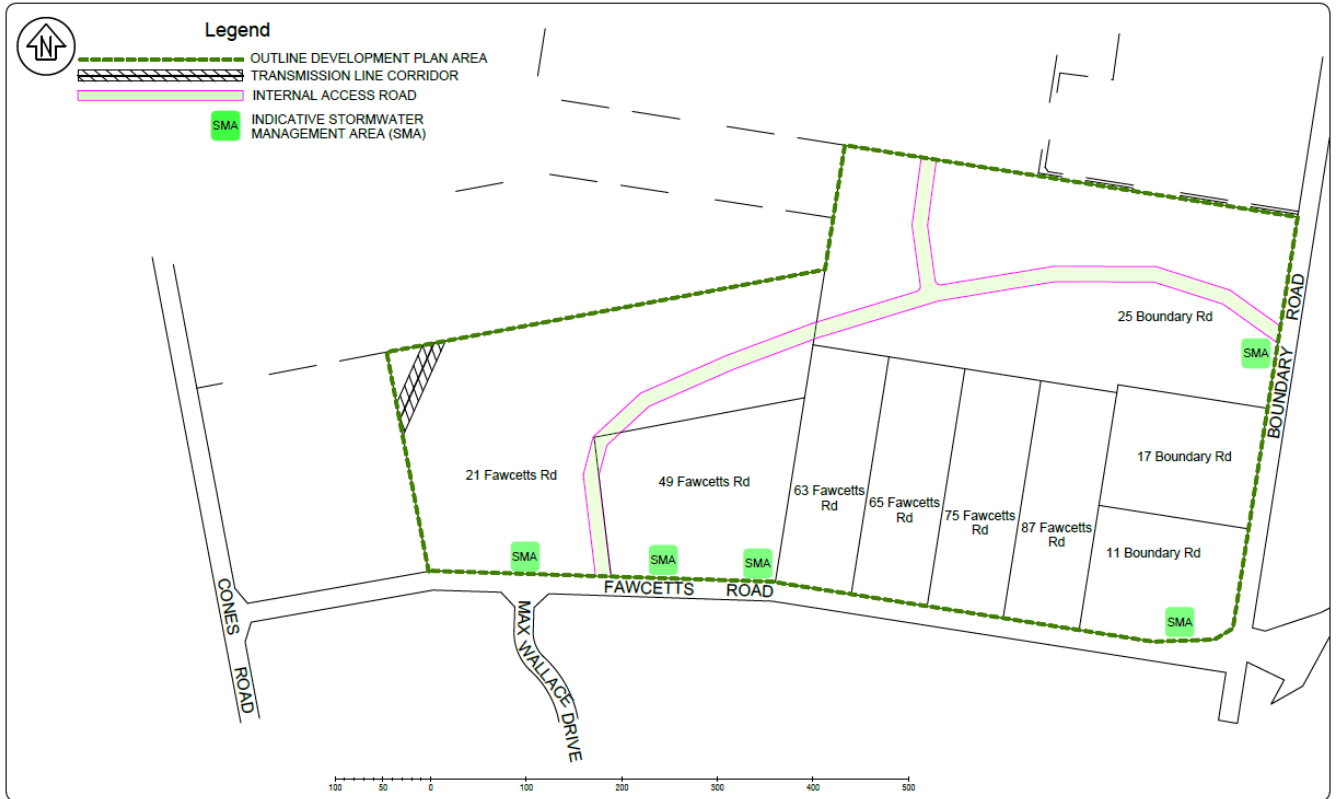 N
Legend
OUTLINE DEVELOPMENT PLAN AREA
TRANSMISSION LINE CORRIDOR
INTERNAL ACCESS ROAD
SMA
INDICATIVE STORMWATER
MANAGEMENT AREA (SMA)
25 Boundary Rd
SMA
BOUNDARY ROAD
17 Boundary Rd
21 Fawcetts Rd
49 Fawcetts Rd
63 Fawcetts
Rd
65 Fawcetts
Rd
75 Fawcetts
Rd
87 Fawcetts
Rd
11 Boundary Rd
SMA
SMA
SMA
SMA
FAWCETTS ROAD
CONES ROAD
MAX WALLACE DRIVE
100 50 0 100 200 300 400 500